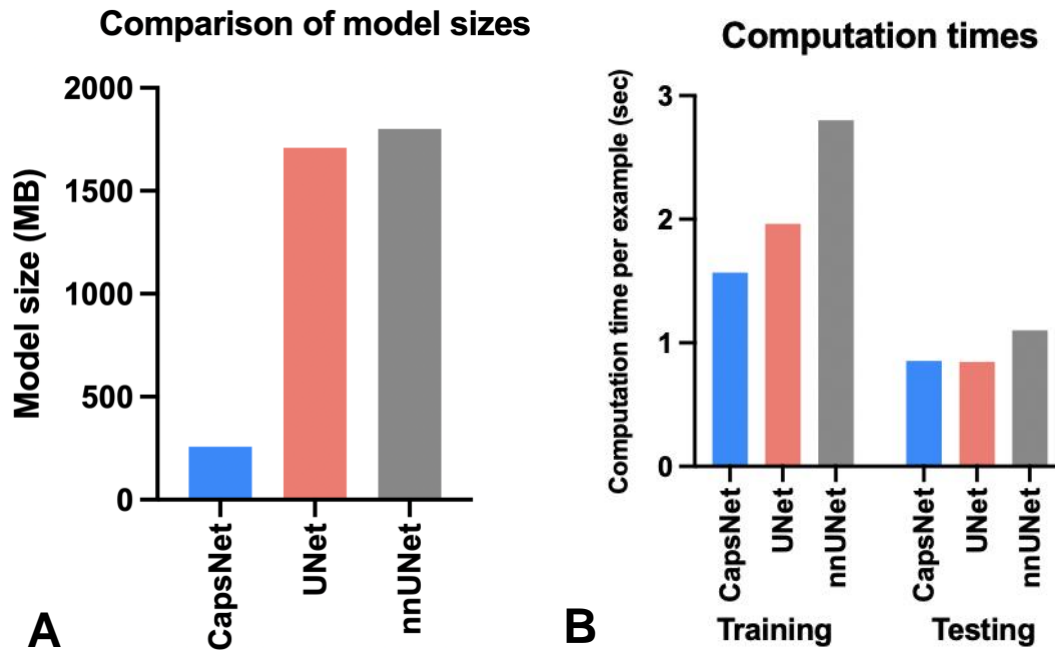 Comparison of model sizes
Model size (MB)
2000
1500
1000
500
0
CapsNet
UNet
nnUNet
A
Computation times
Computation time per example (sec)
3
2
1
0
CapsNet
UNet
nnUNet
CapsNet
UNet
nnUNet
Training
Testing
B